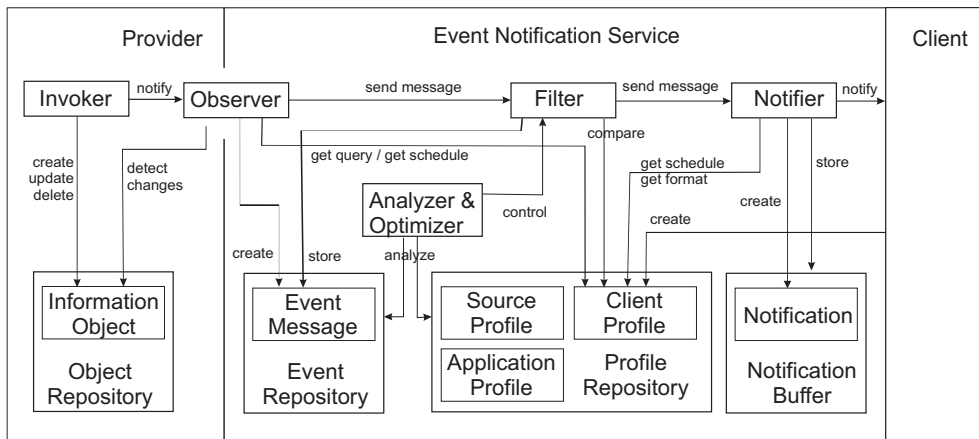 Provider
Event Notification Service
Client
Invoker
notify
Observer
send message
Filter
send message
Notifier
notify
create
update
delete
detect
changes
get query / get schedule
compare
get schedule
get format
store
Analyzer &
Optimizer
control
create
create
create
store
analyze
Information
Object
Object
Repository
Event
Message
Event
Repository
Source
Profile
Client
Profile
Application
Profile
Profile
Repository
Notification
Notification
Buffer